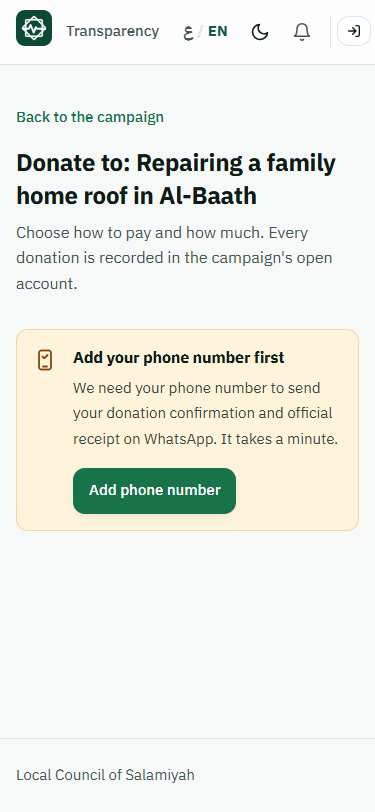 Transparency ع / EN
Back to the campaign
Donate to: Repairing a family
home roof in Al-Baath
Choose how to pay and how much. Every
donation is recorded in the campaign's open
account.
Add your phone number first
We need your phone number to send
your donation confirmation and official
receipt on WhatsApp. It takes a minute.
Add phone number
Local Council of Salamiyah